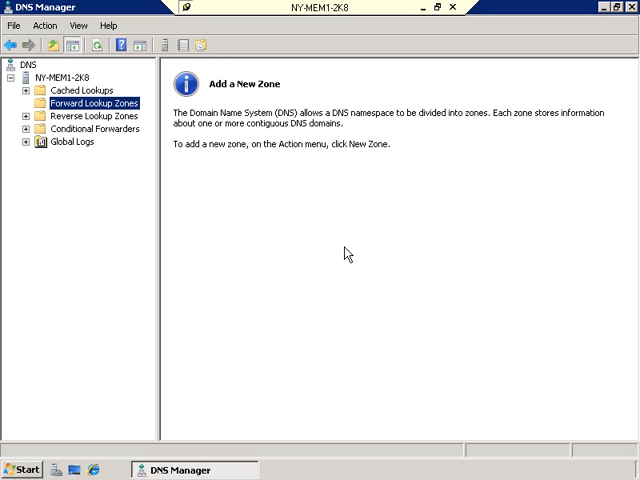 DNS Manager
NY-MEM1-2K8
File Action View Help
DNS
NY-MEM1-2K8
Cached Lookups
Forward Lookup Zones
Reverse Lookup Zones
Conditional Forwarders
Global Logs
Add a New Zone
The Domain Name System (DNS) allows a DNS namespace to be divided into zones. Each zone stores information
about one or more contiguous DNS domains.
To add a new zone, on the Action menu, click New Zone.
Start
DNS Manager